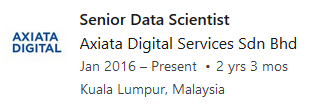 AXIATA
DIGITAL
Senior Data Scientist
Axiata Digital Services Sdn Bhd
Jan 2016 – Present • 2 yrs 3 mos
Kuala Lumpur, Malaysia